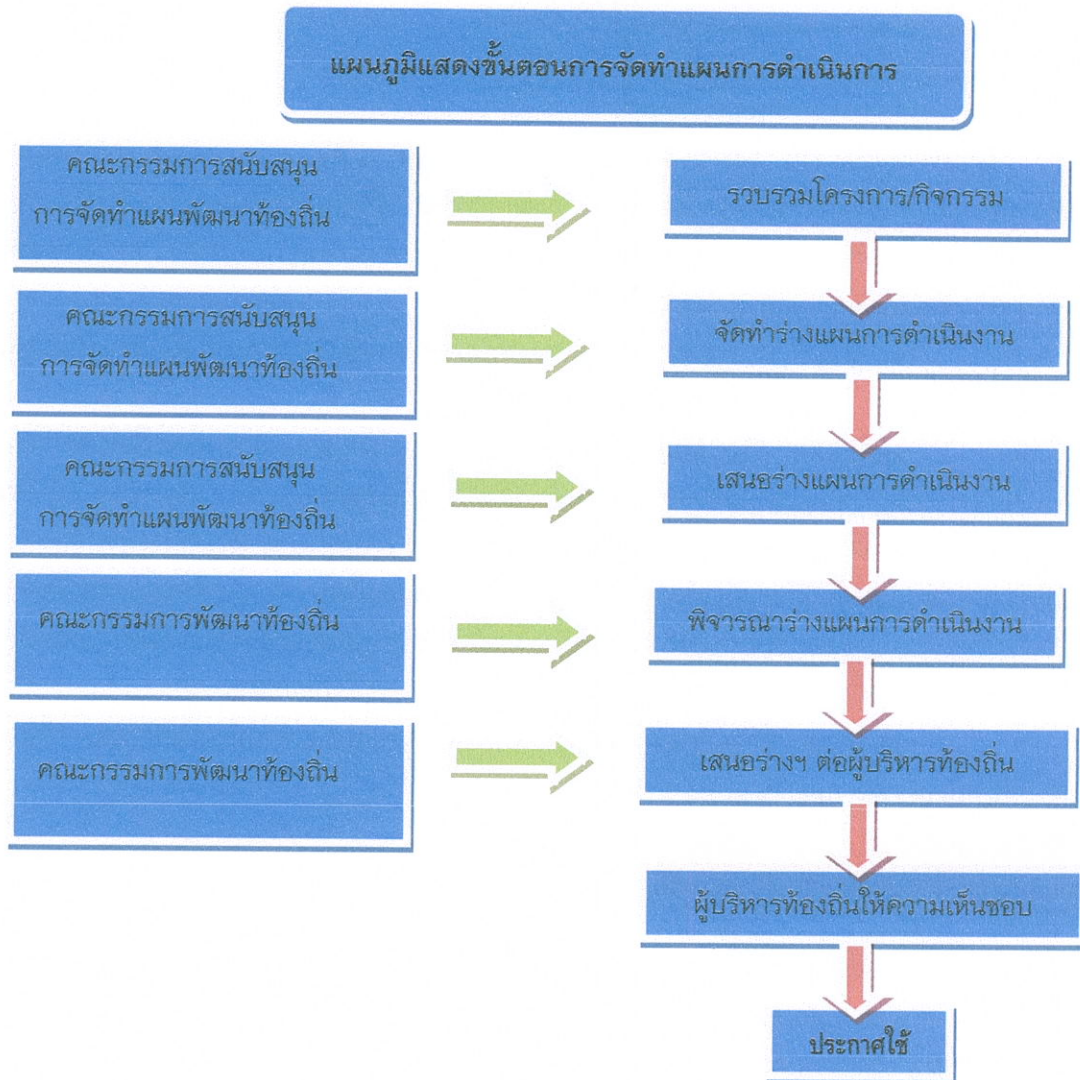 แผนภูมิแสดงขั้นตอนการจัดทำแผนการดำเนินการ
คณะกรรมการสนับสนุน
การจัดทำแผนพัฒนาท้องถิ่น
รวบรวมโครงการ/กิจกรรม
คณะกรรมการสนับสนุน
การจัดทำแผนพัฒนาท้องถิ่น
จัดทำร่างแผนการดำเนินงาน
คณะกรรมการสนับสนุน
การจัดทำแผนพัฒนาท้องถิ่น
เสนอร่างแผนการดำเนินงาน
คณะกรรมการพัฒนาท้องถิ่น
พิจารณาร่างแผนการดำเนินงาน
คณะกรรมการพัฒนาท้องถิ่น
เสนอร่างฯ ต่อผู้บริหารท้องถิ่น
ผู้บริหารท้องถิ่นให้ความเห็นชอบ
ประกาศใช้